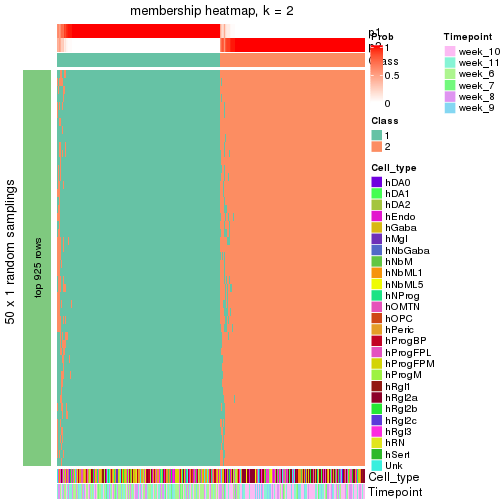 membership heatmap, k = 2
p1
p2
Class
50 x 1 random samplings
top 925 rows
Cell_type
Timepoint
Prob
1
0.5
0
Class
1
2
Cell_type
hDA0
hDA1
hDA2
hEndo
hGaba
hMgl
hNbGaba
hNbM
hNbML1
hNbML5
hNProg
hOMTN
hOPC
hPeric
hProgBP
hProgFPL
hProgFPM
hProgM
hRgl1
hRgl2a
hRgl2b
hRgl2c
hRgl3
hRN
hSert
Unk
Timepoint
week_10
week_11
week_6
week_7
week_8
week_9